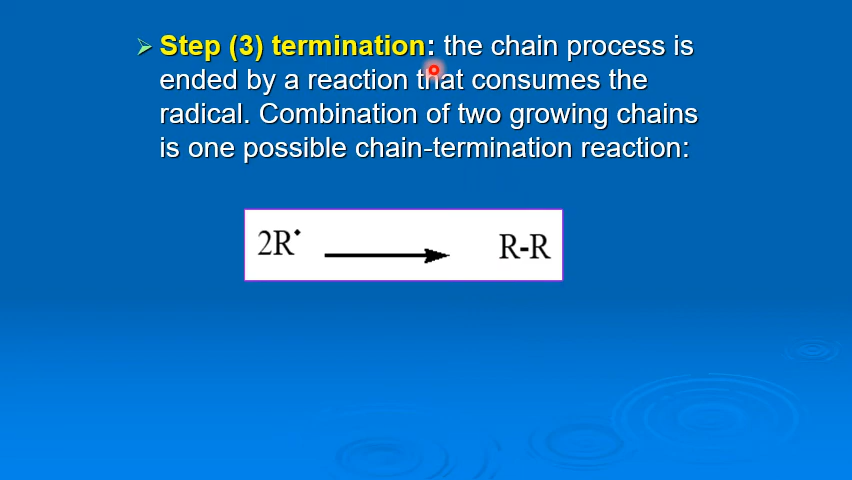 Step (3) termination: the chain process is
ended by a reaction that consumes the
radical. Combination of two growing chains
is one possible chain-termination reaction:
2R• R-R